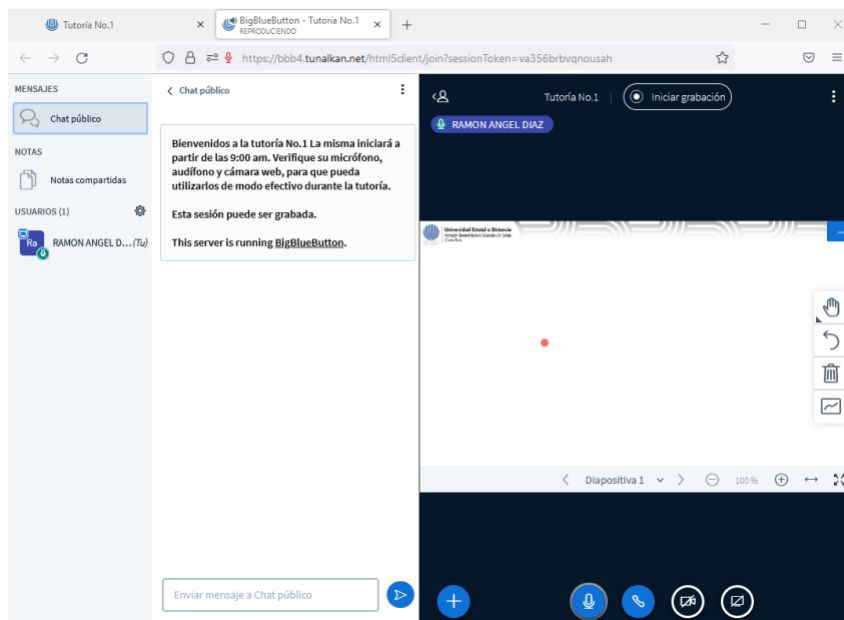 Tutoría No.1
BigBlueButton - Tutoría No.1
REPRODUCIENDO
https://bbb4.tunalkan.net/html5client/join?sessionToken=va356brbvqnousah
MENSAJES
Chat público
NOTAS
Notas compartidas
USUARIOS (1)
Ra
RAMON ANGEL D... (Tu)
Chat público
Bienvenidos a la tutoría No.1 La misma iniciará a
partir de las 9:00 am. Verifique su micrófono,
audífono y cámara web, para que pueda
utilizarlos de modo efectivo durante la tutoría.
Esta sesión puede ser grabada.
This server is running BigBlueButton.
Enviar mensaje a Chat público
Tutoría No.1
Iniciar grabación
RAMON ANGEL DIAZ
Universidad Estatal a Distancia
Diapositiva 1
100 %